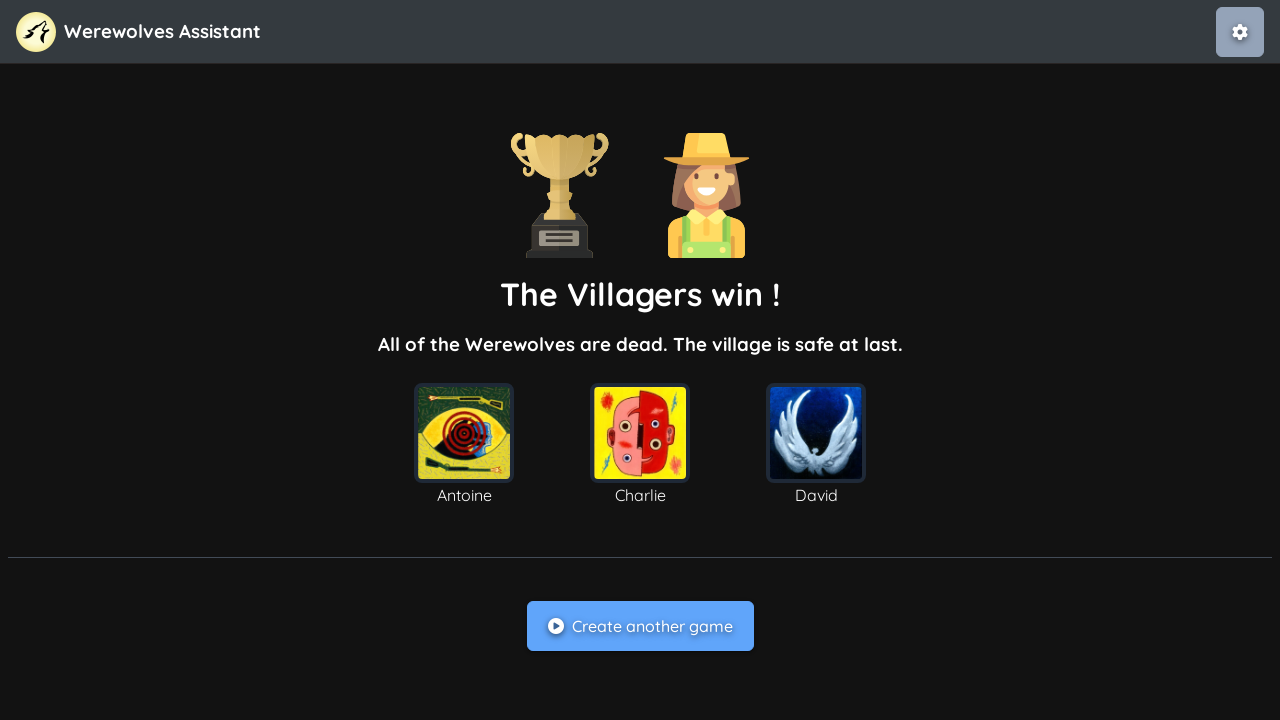 Werewolves Assistant
The Villagers win !
All of the Werewolves are dead. The village is safe at last.
Antoine
Charlie
David
Create another game